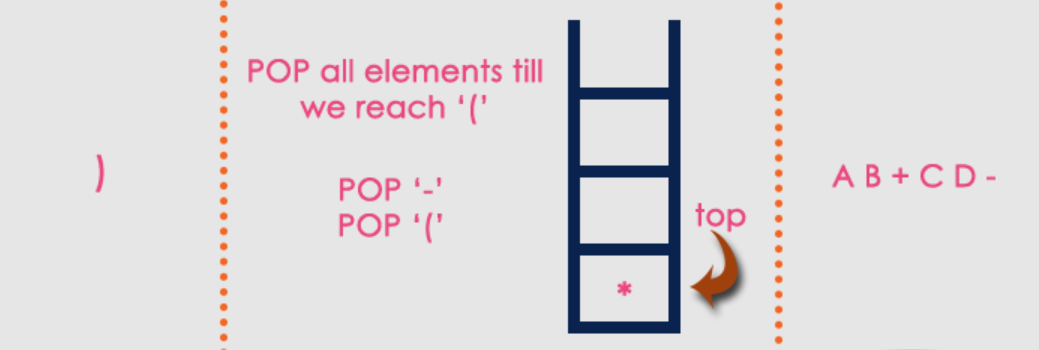 )
POP all elements till
we reach ‘(’
POP ‘-’
POP ‘(’
*
top
A B + C D -